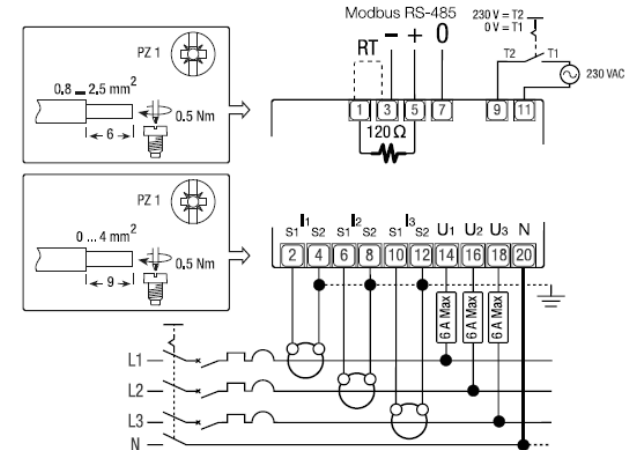 Modbus RS-485
230 V = T2
0 V = T1
PZ 1
RT
− + 0
T2 T1
230 VAC
0.8 – 2.5 mm²
0.5 Nm
6
1 3 5 7 9 11
120 Ω
PZ 1
0 ... 4 mm²
0,5 Nm
9
I1 I2 I3
S1 S2 S1 S2 S1 S2 U1 U2 U3 N
2 4 6 8 10 12 14 16 18 20
6 A Max
6 A Max
6 A Max
L1
L2
L3
N